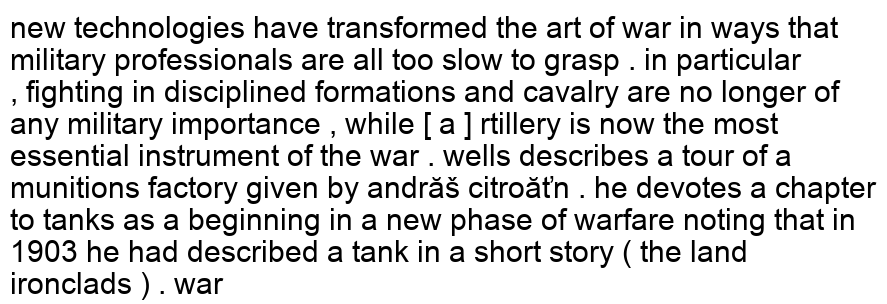 new technologies have transformed the art of war in ways that
military professionals are all too slow to grasp . in particular
, fighting in disciplined formations and cavalry are no longer of
any military importance , while [ a ] rtillery is now the most
essential instrument of the war . wells describes a tour of a
munitions factory given by andrăš citroăťn . he devotes a chapter
to tanks as a beginning in a new phase of warfare noting that in
1903 he had described a tank in a short story ( the land
ironclads ) . war